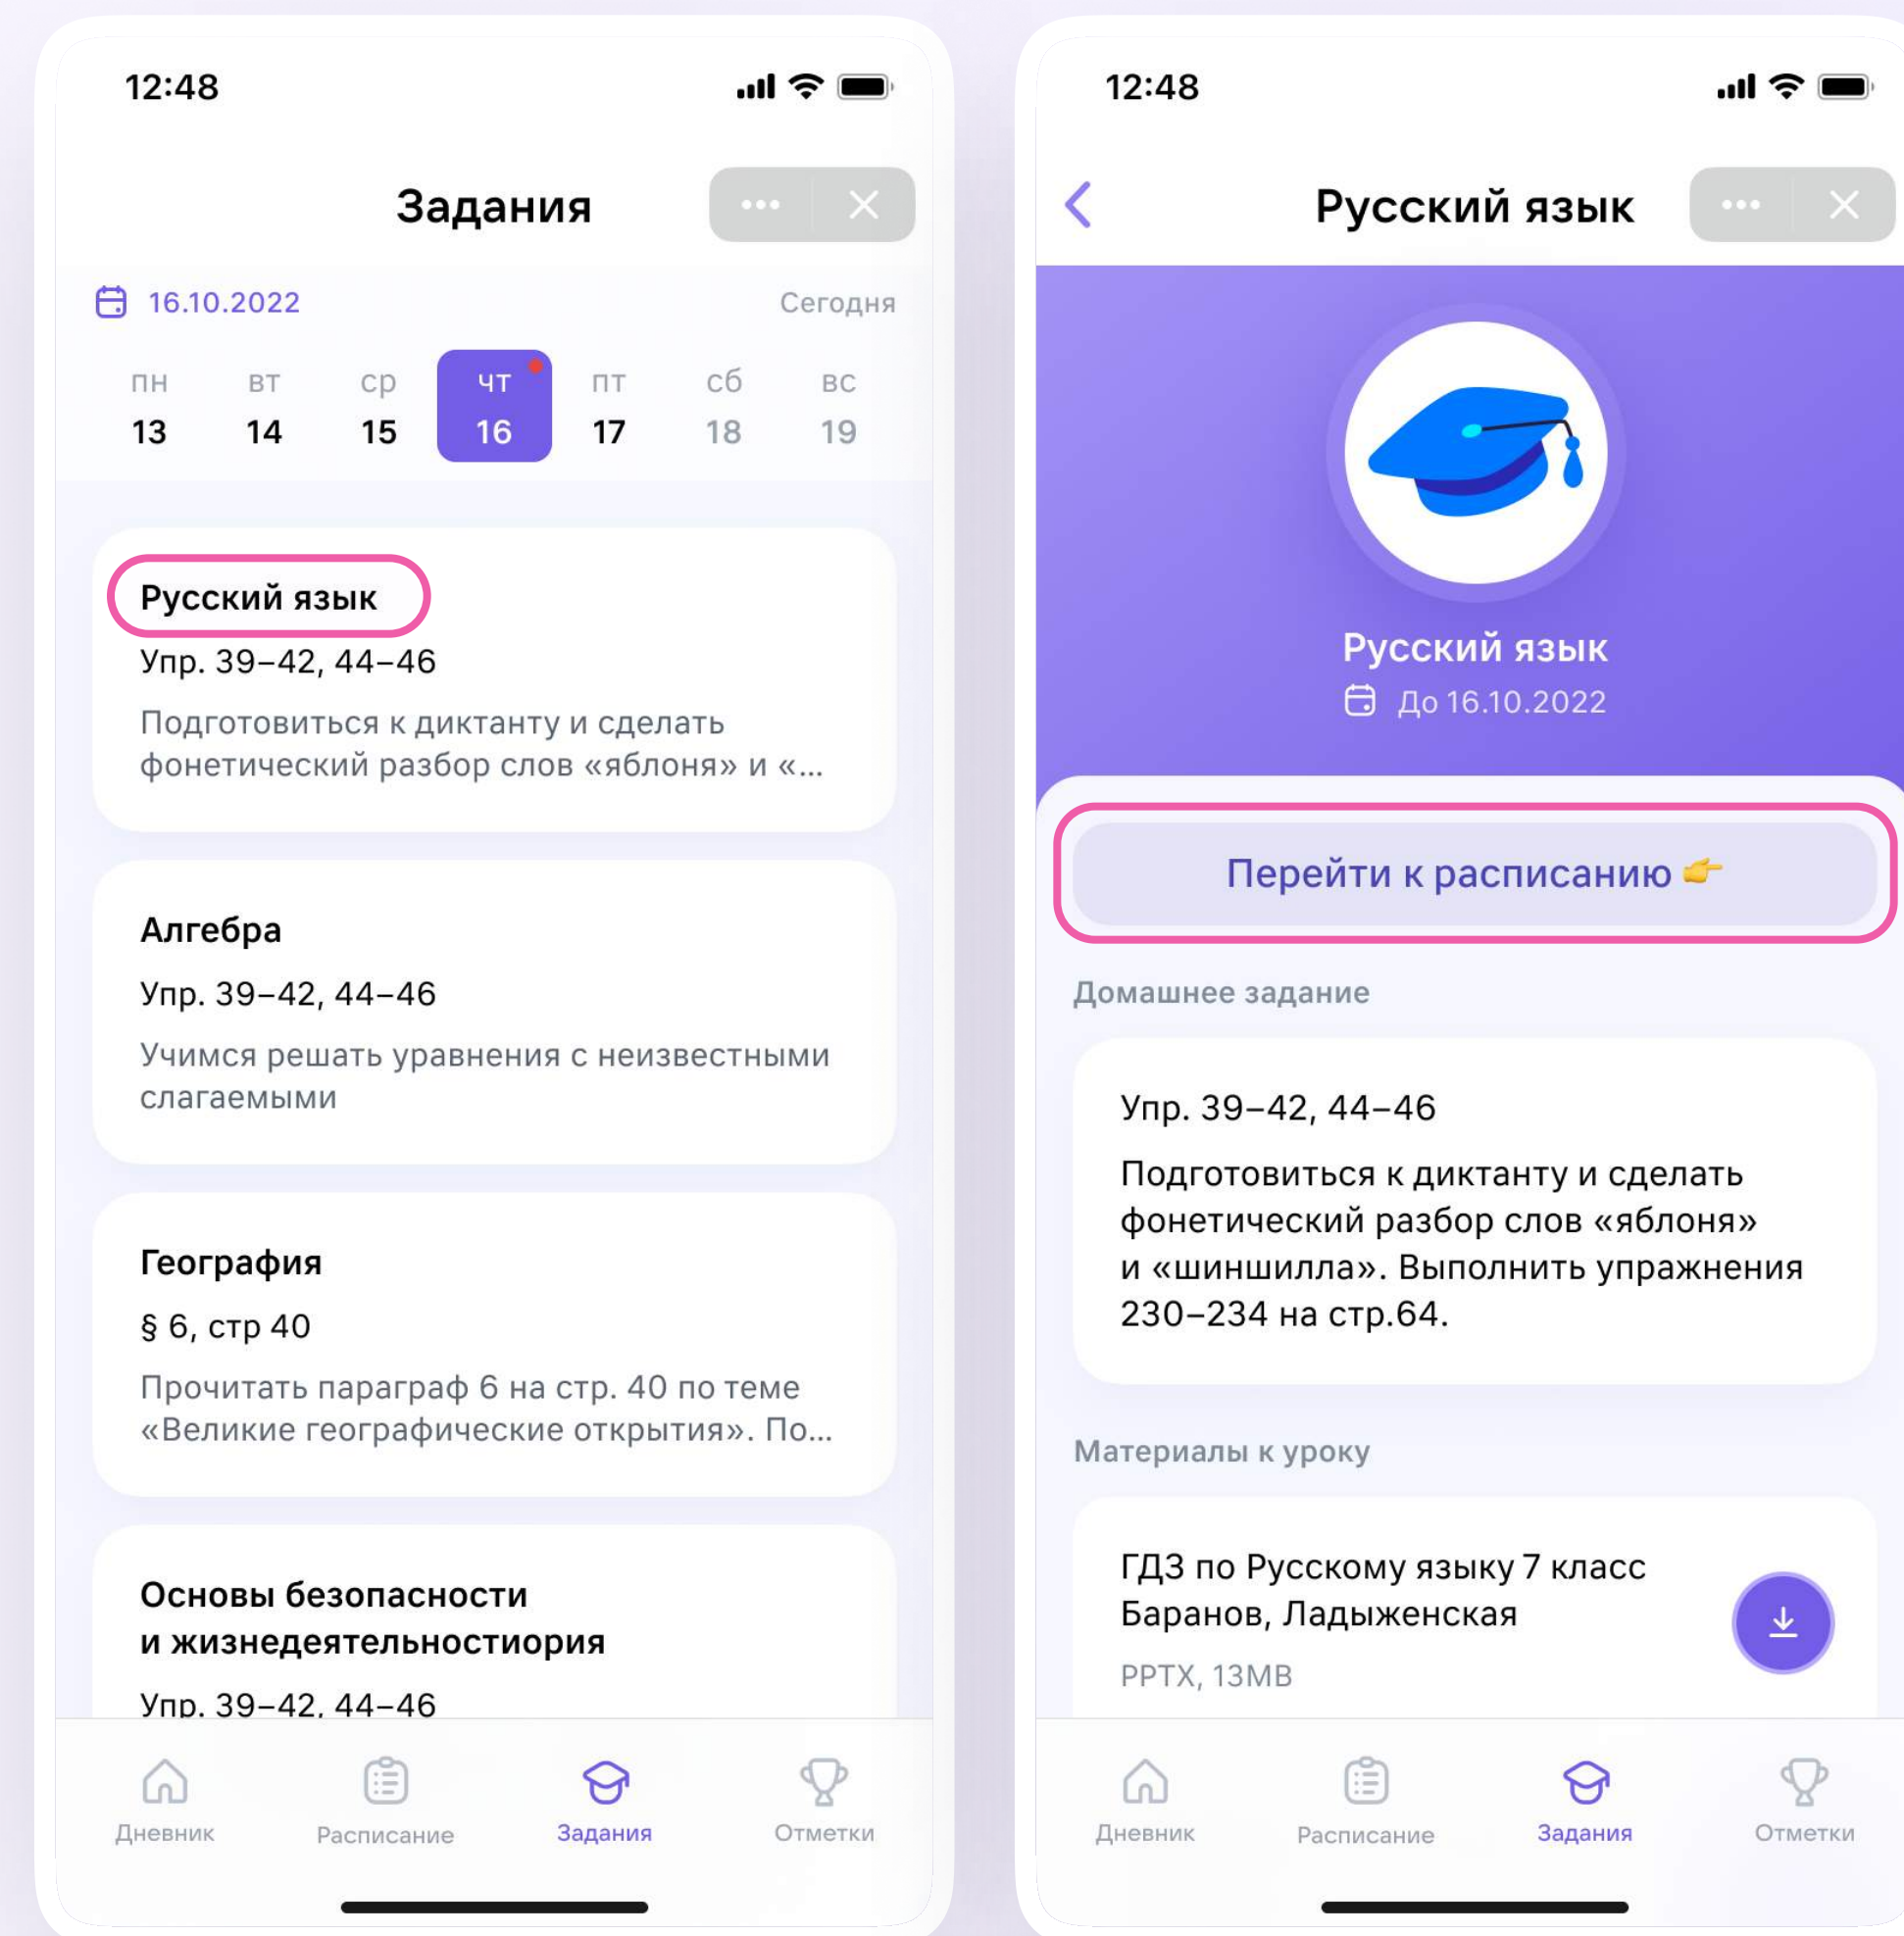 12:48
Задания
16.10.2022
Сегодня
пн вт ср чт пт сб вс
13 14 15 16 17 18 19
Русский язык
Упр. 39–42, 44–46
Подготовиться к диктанту и сделать
фонетический разбор слов «яблоня» и «...
Алгебра
Упр. 39–42, 44–46
Учимся решать уравнения с неизвестными
слагаемыми
География
§ 6, стр 40
Прочитать параграф 6 на стр. 40 по теме
«Великие географические открытия». По...
Основы безопасности
и жизнедеятельностиория
Упр. 39–42, 44–46
Дневник
Расписание
Задания
Отметки
12:48
Русский язык
Русский язык
До 16.10.2022
Перейти к расписанию 👉
Домашнее задание
Упр. 39–42, 44–46
Подготовиться к диктанту и сделать
фонетический разбор слов «яблоня»
и «шиншилла». Выполнить упражнения
230–234 на стр.64.
Материалы к уроку
ГДЗ по Русскому языку 7 класс
Баранов, Ладыженская
PPTX, 13MB
Дневник
Расписание
Задания
Отметки